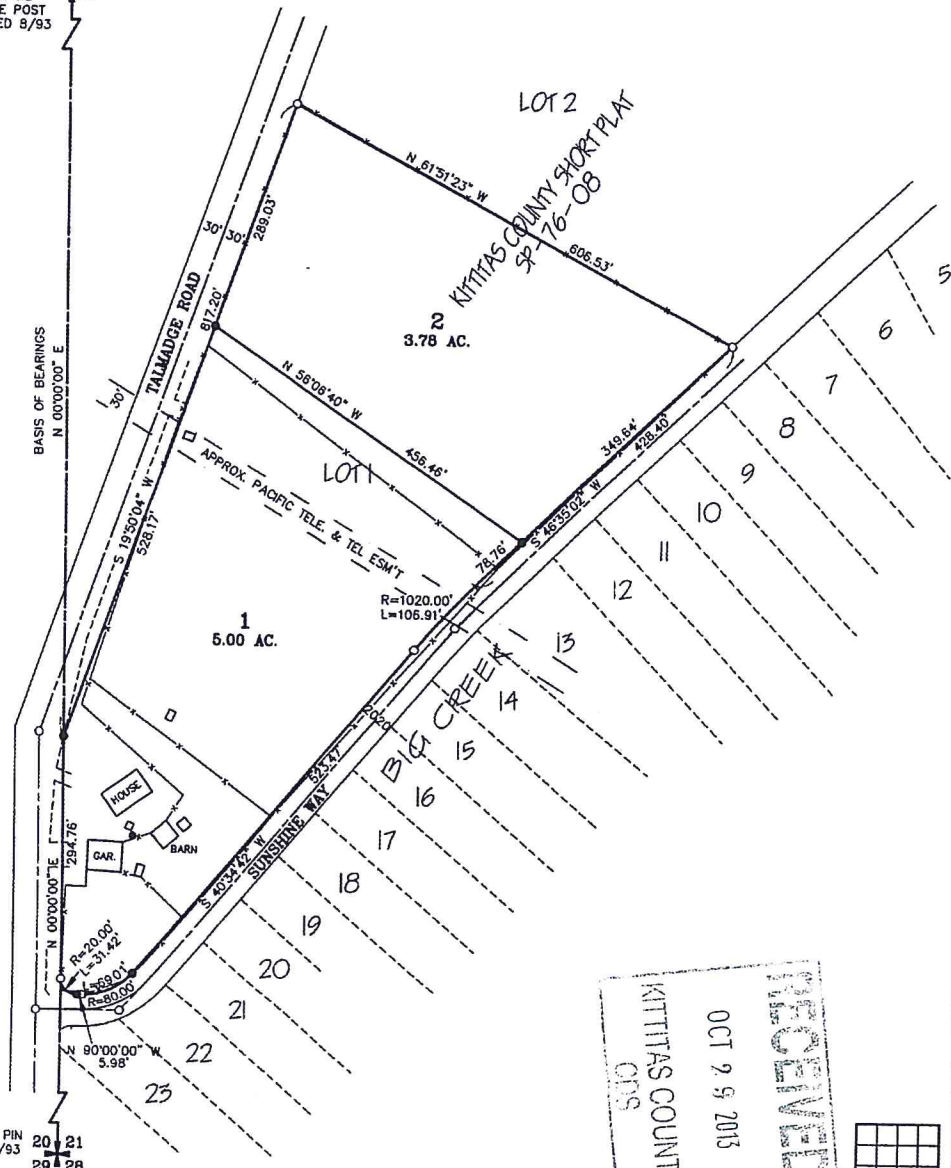 E POST
ED 8/93
LOT 2
KITTITAS COUNTY SHORT PLAT
SP-76-08
N 61°51'23" W
606.53'
30' 30'
289.03'
817.20'
TALMADGE ROAD
30'
BASIS OF BEARINGS
N 00°00'00" E
2
3.78 AC.
N 56°06'40" W
456.46'
LOT 1
APPROX. PACIFIC TELE. & TEL ESM'T
S 19°50'04" W
528.17'
349.64'
428.40'
S 46°35'02" W
78.76'
R=1020.00'
L=106.91'
1
5.00 AC.
5
6
7
8
9
10
11
12
13
14
15
16
17
18
19
20
21
22
23
BIG CREEK
2020
523.47
S 40°34'42" W
SUNSHINE WAY
HOUSE
GAR.
BARN
294.76'
N 00°00'00" E
R=20.00'
L=31.42'
L=69.01'
R=80.00'
N 90°00'00" W
5.98'
RECEIVED
OCT 29 2013
KITTITAS COUNT
CDS
PIN
/93
20 21
29 28